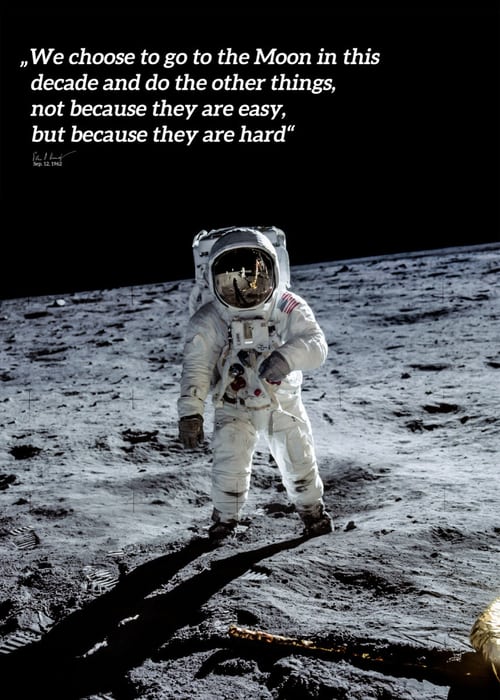 „We choose to go to the Moon in this
decade and do the other things,
not because they are easy,
but because they are hard“
Sep. 12, 1962